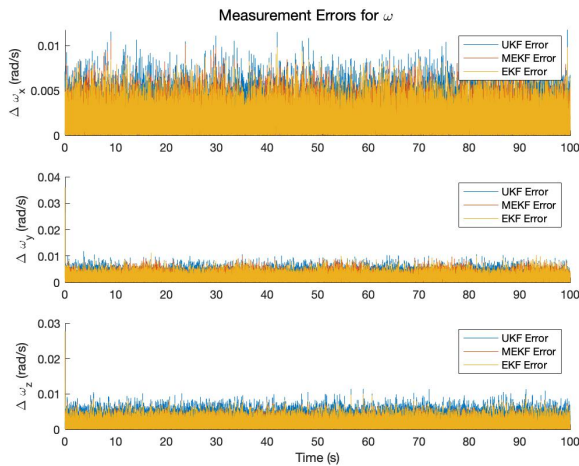 Measurement Errors for ω
0.01
0.005
0
Δ ω_x (rad/s)
UKF Error
MEKF Error
EKF Error
0 10 20 30 40 50 60 70 80 90 100
0.04
0.03
0.02
0.01
0
Δ ω_y (rad/s)
UKF Error
MEKF Error
EKF Error
0 10 20 30 40 50 60 70 80 90 100
0.03
0.02
0.01
0
Δ ω_z (rad/s)
UKF Error
MEKF Error
EKF Error
0 10 20 30 40 50 60 70 80 90 100
Time (s)